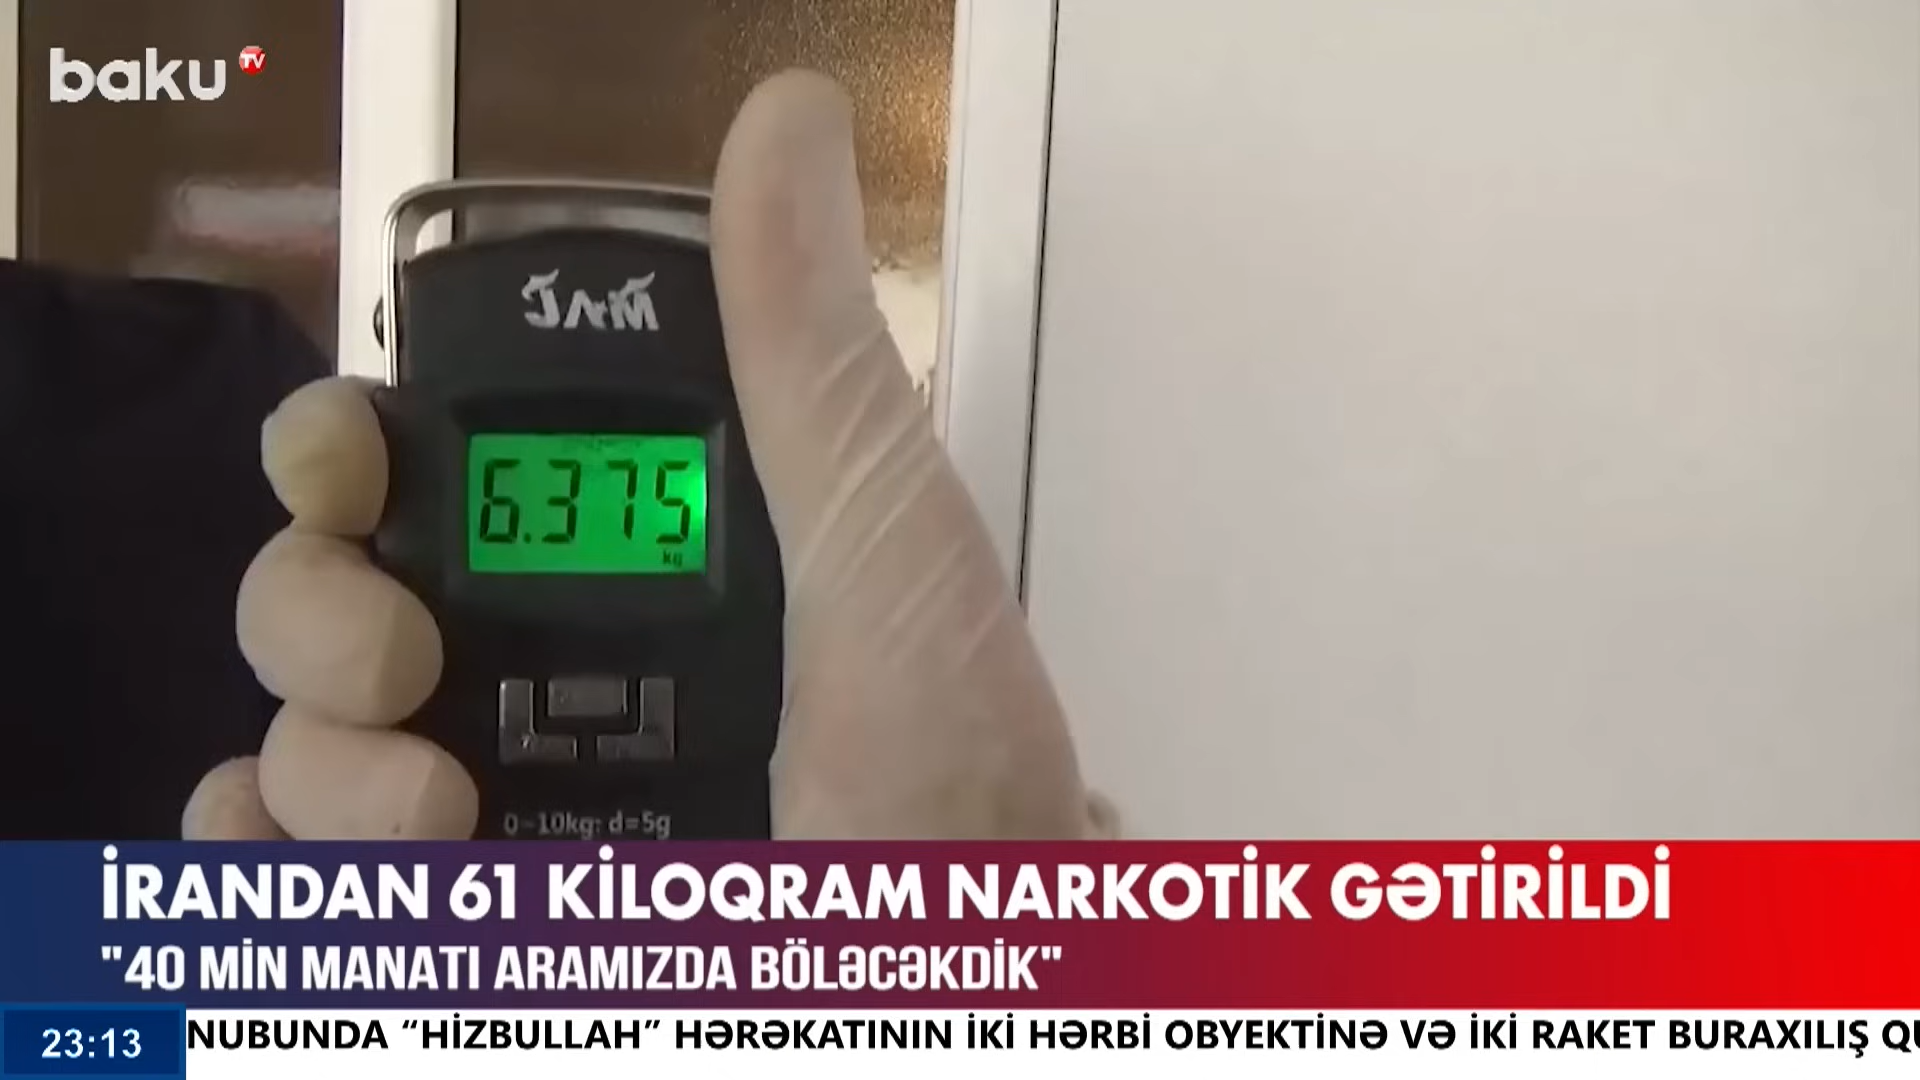 baku TV
JAM
6.375
kg
0-10kg: d=5g
İRANDAN 61 KİLOQRAM NARKOTİK GƏTİRİLDİ
"40 MİN MANATI ARAMIZDA BÖLƏCƏKDİK"
23:13
NUBUNDA “HİZBULLAH” HƏRƏKATININ İKİ HƏRBİ OBYEKTİNƏ VƏ İKİ RAKET BURAXILIŞ QU